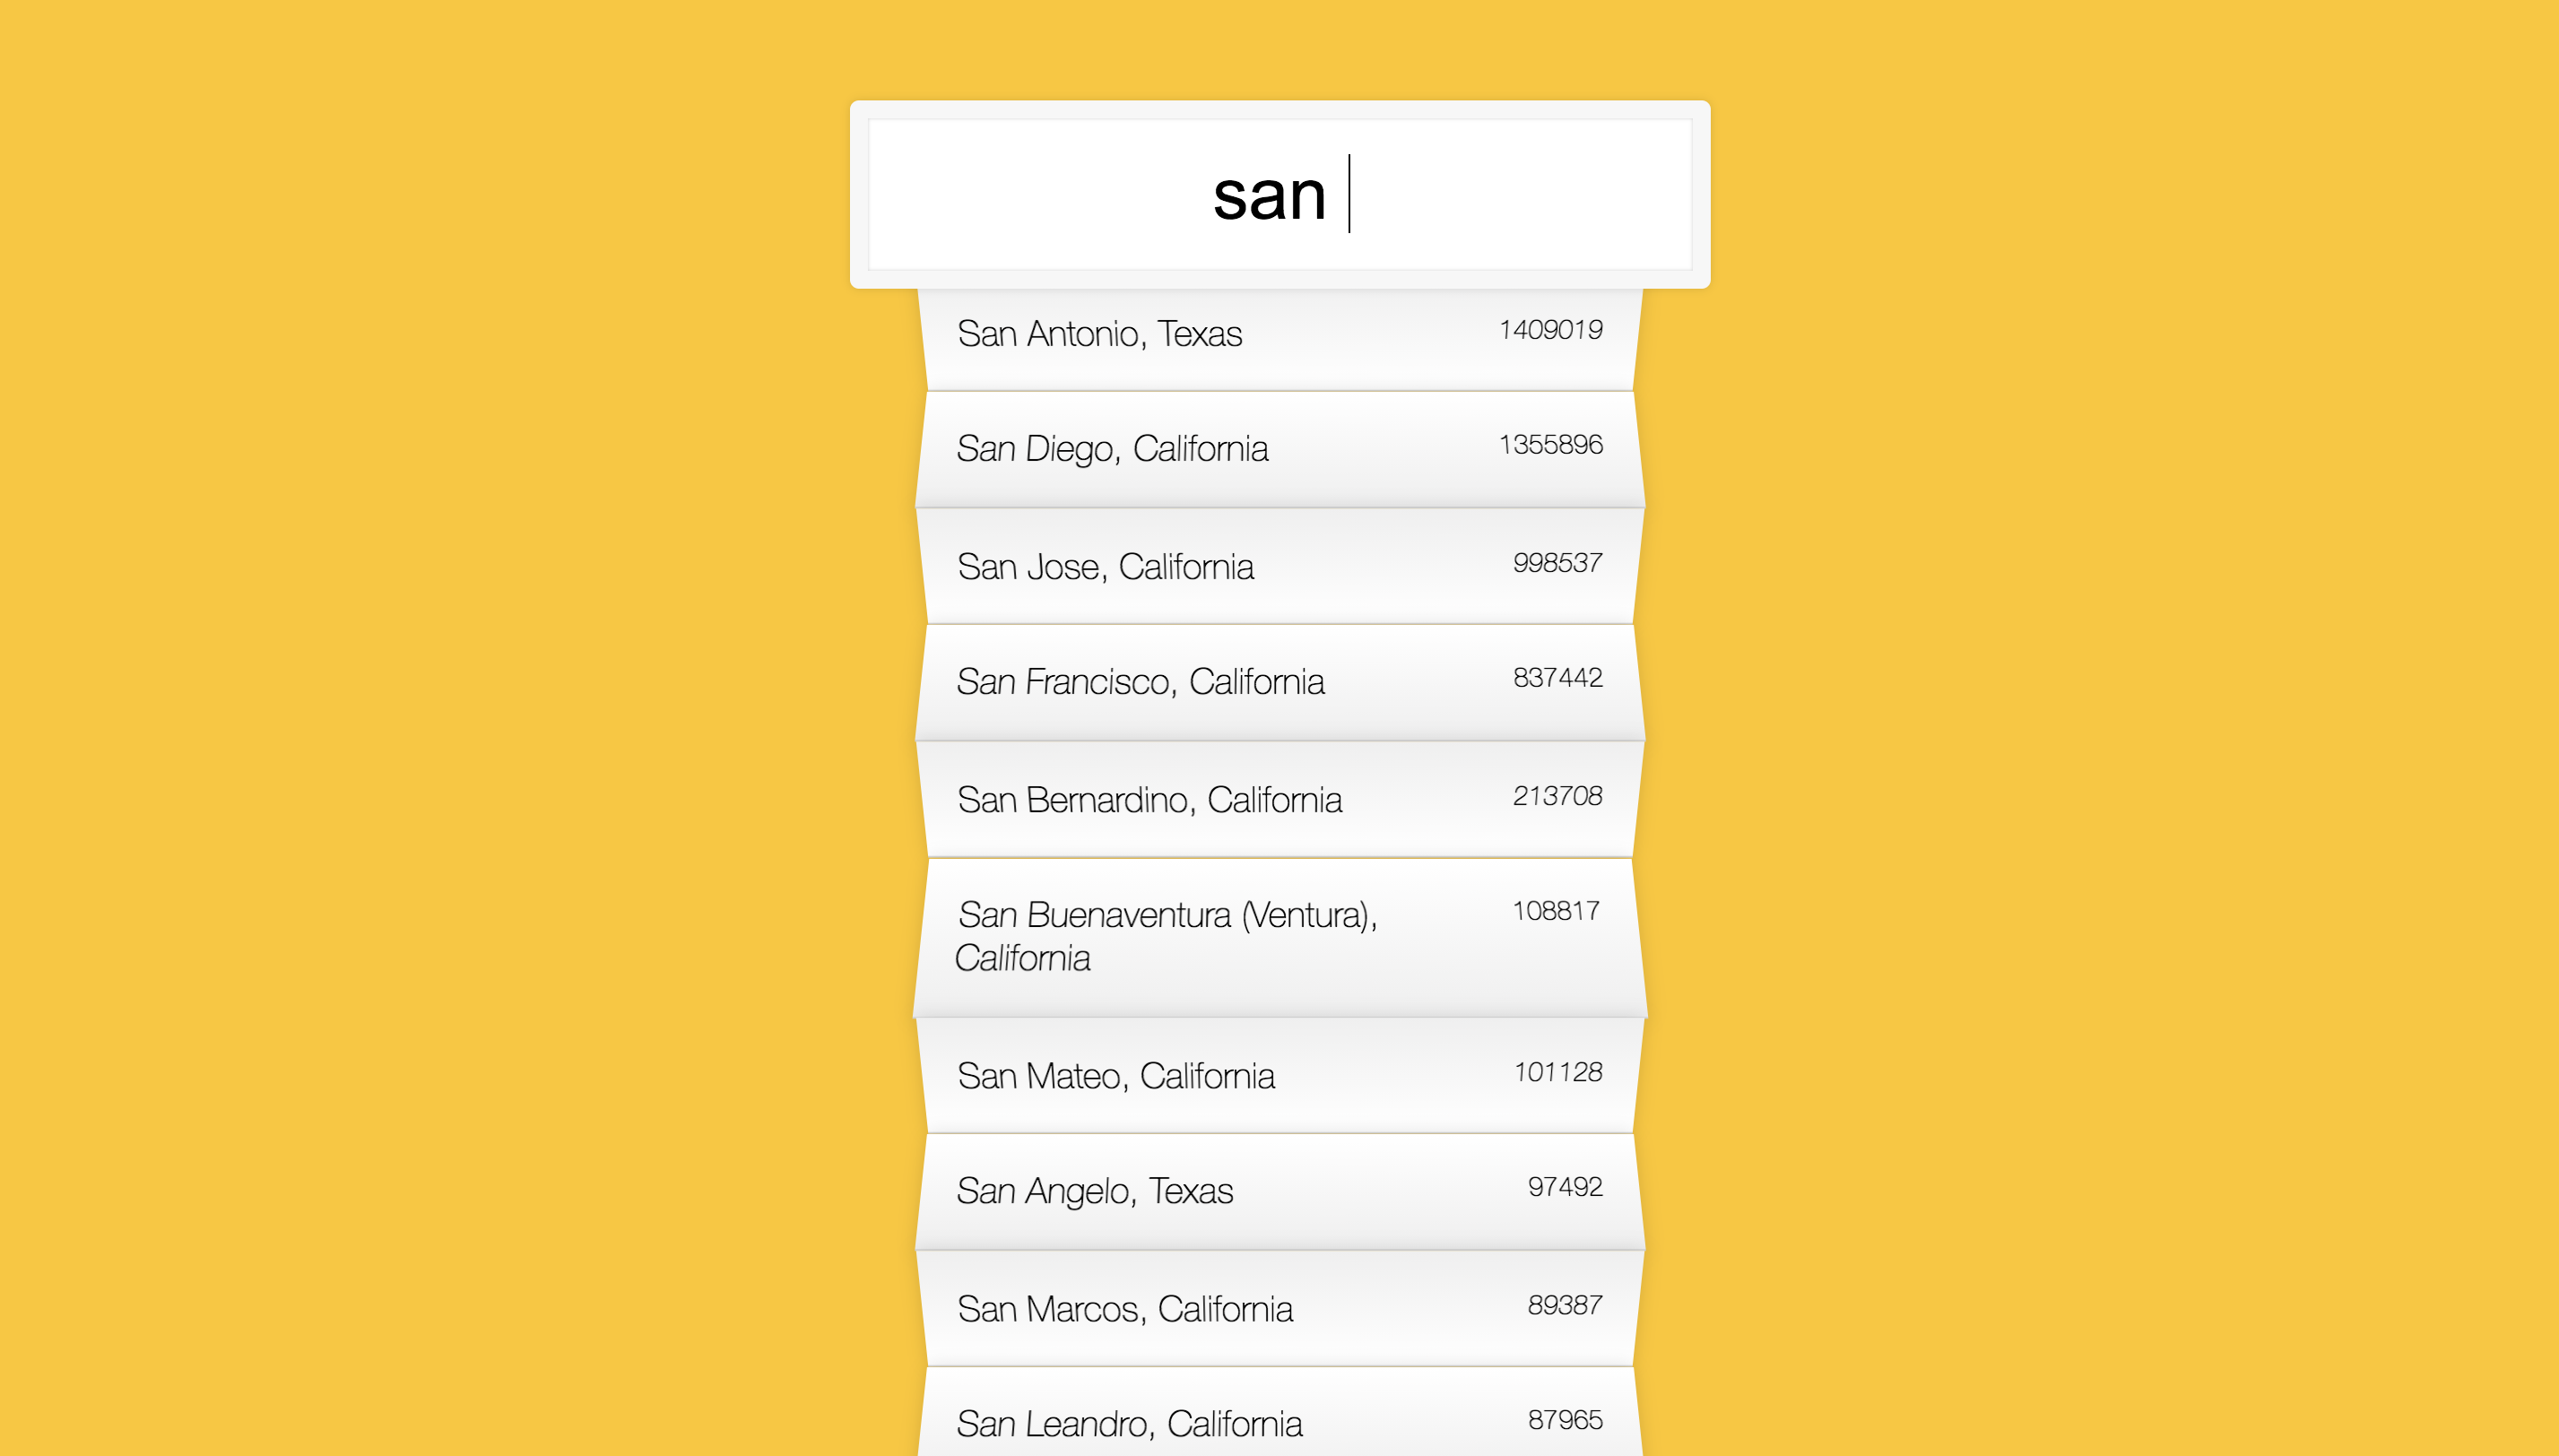 san
San Antonio, Texas 1409019
San Diego, California 1355896
San Jose, California 998537
San Francisco, California 837442
San Bernardino, California 213708
San Buenaventura (Ventura), 108817
California
San Mateo, California 101128
San Angelo, Texas 97492
San Marcos, California 89387
San Leandro, California 87965